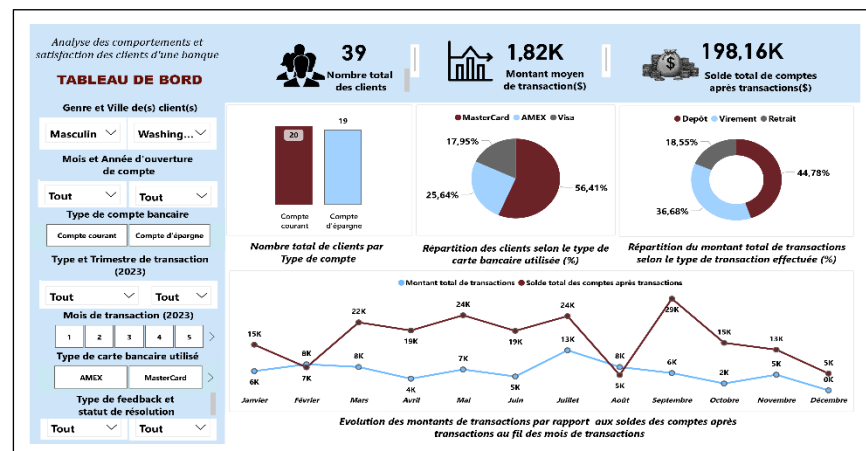 Analyse des comportements et
satisfaction des clients d'une banque
TABLEAU DE BORD
Genre et Ville de(s) client(s)
Masculin
Washing...
Mois et Année d'ouverture
de compte
Tout
Tout
Type de compte bancaire
Compte courant
Compte d'épargne
Type et Trimestre de transaction
(2023)
Tout
Tout
Mois de transaction (2023)
1
2
3
4
5
Type de carte bancaire utilisé
AMEX
MasterCard
Type de feedback et
statut de résolution
Tout
Tout
39
Nombre total
des clients
1,82K
Montant moyen
de transaction($)
198,16K
Solde total de comptes
après transactions($)
20
19
Compte
courant
Compte
d'épargne
Nombre total de clients par
Type de compte
MasterCard AMEX Visa
17,95%
25,64%
56,41%
Répartition des clients selon le type de
carte bancaire utilisée (%)
Depôt Virement Retrait
18,55%
44,78%
36,68%
Répartition du montant total de transactions
selon le type de transaction effectuée (%)
Montant total de transactions Solde total des comptes après transactions
15K
8K
22K
19K
24K
19K
24K
8K
29K
15K
13K
5K
6K
7K
8K
4K
7K
5K
13K
5K
6K
2K
5K
0K
Janvier Février Mars Avril Mai Juin Juillet Août Septembre Octobre Novembre Décembre
Evolution des montants de transactions par rapport aux soldes des comptes après
transactions au fil des mois de transactions